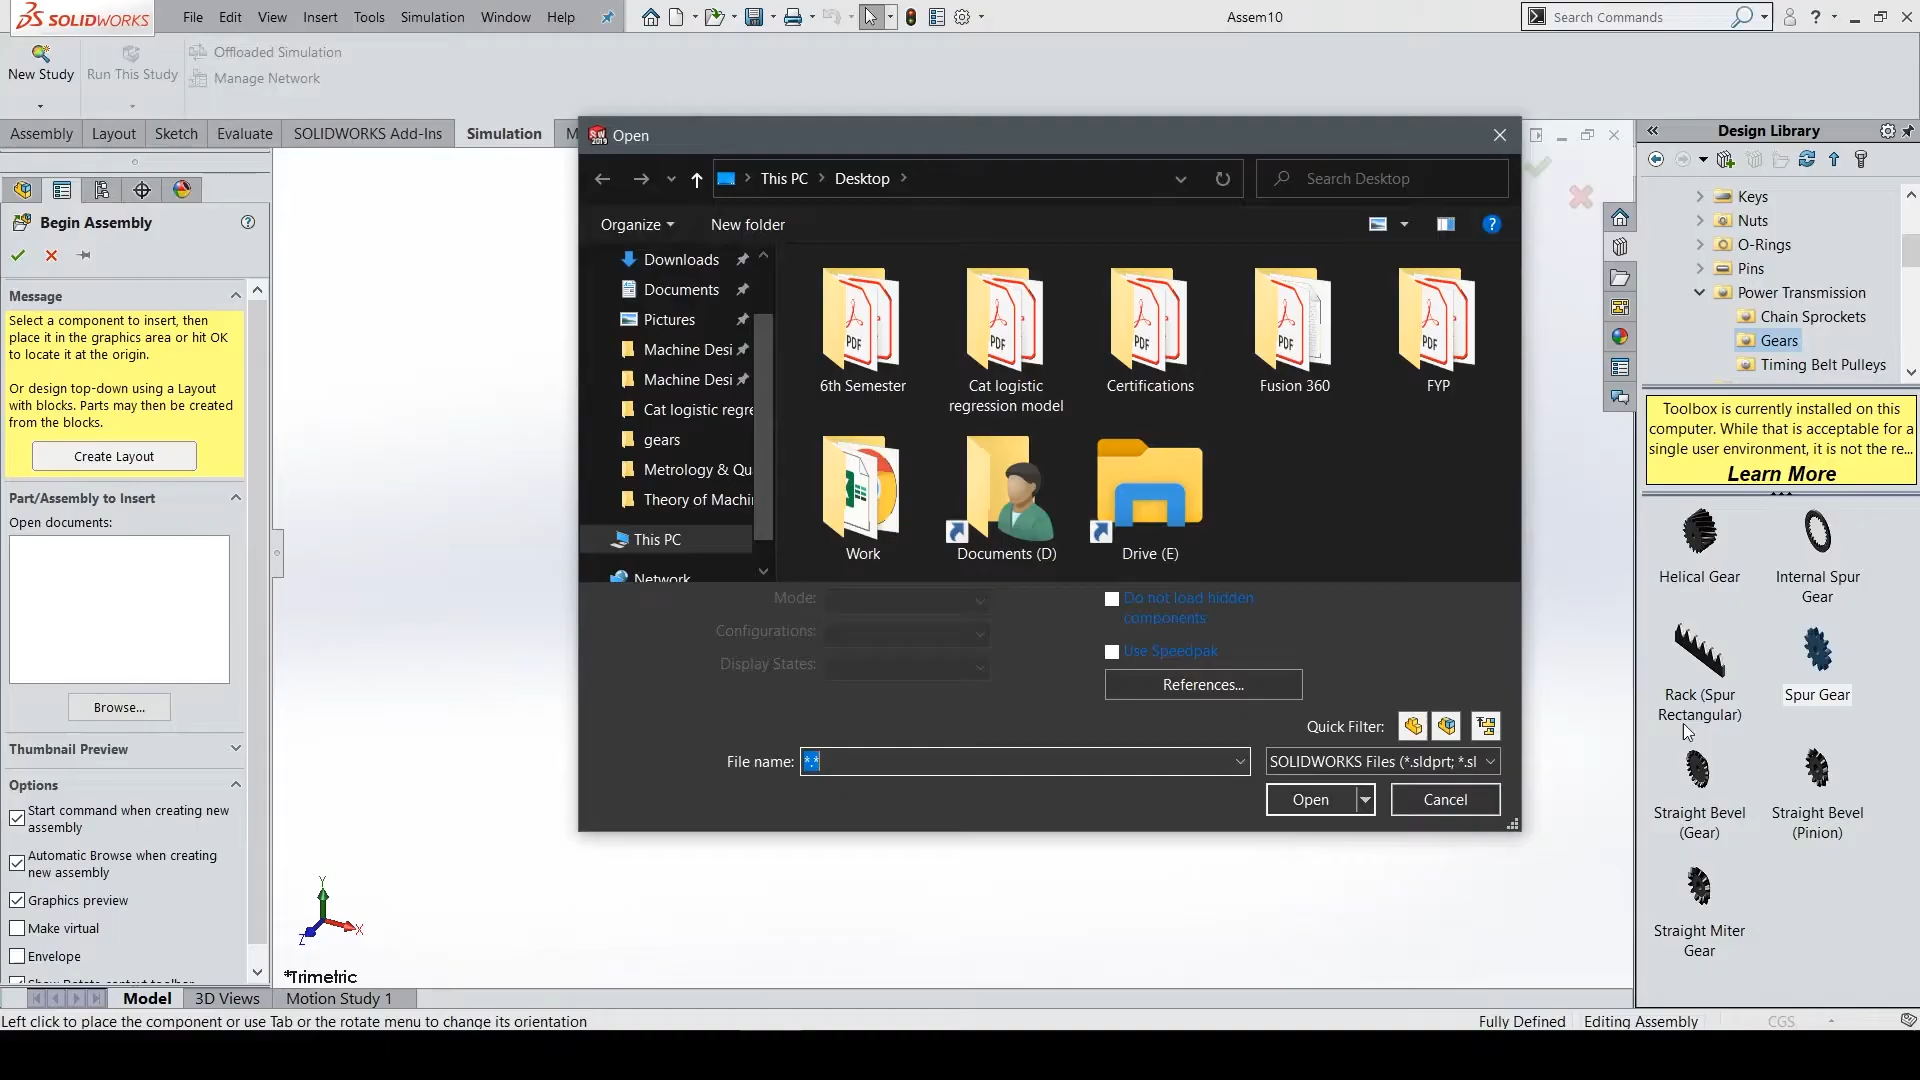 SOLIDWORKS
File Edit View Insert Tools Simulation Window Help
Assem10
Search Commands
New Study
Run This Study
Offloaded Simulation
Manage Network
Assembly Layout Sketch Evaluate SOLIDWORKS Add-Ins Simulation M
Begin Assembly
Message
Select a component to insert, then
place it in the graphics area or hit OK
to locate it at the origin.
Or design top-down using a Layout
with blocks. Parts may then be created
from the blocks.
Create Layout
Part/Assembly to Insert
Open documents:
Browse...
Thumbnail Preview
Options
Start command when creating new
assembly
Automatic Browse when creating
new assembly
Graphics preview
Make virtual
Envelope
Open
This PC
Desktop
Search Desktop
Organize
New folder
Downloads
Documents
Pictures
Machine Desi
Machine Desi
Cat logistic regre
gears
Metrology & Qu
Theory of Machi
This PC
Network
6th Semester
Cat logistic
regression model
Certifications
Fusion 360
FYP
Work
Documents (D)
Drive (E)
PDF
PDF
PDF
PDF
PDF
Mode:
Configurations:
Display States:
Do not load hidden
components
Use Speedpak
References...
Quick Filter:
File name: *.*
SOLIDWORKS Files (*.sldprt; *.sl
Open
Cancel
Design Library
Keys
Nuts
O-Rings
Pins
Power Transmission
Chain Sprockets
Gears
Timing Belt Pulleys
Toolbox is currently installed on this
computer. While that is acceptable for a
single user environment, it is not the re...
Learn More
Helical Gear
Internal Spur
Gear
Rack (Spur
Rectangular)
Spur Gear
Straight Bevel
(Gear)
Straight Bevel
(Pinion)
Straight Miter
Gear
Y
X
Z
*Trimetric
Model 3D Views Motion Study 1
Left click to place the component or use Tab or the rotate menu to change its orientation
Fully Defined
Editing Assembly
CGS